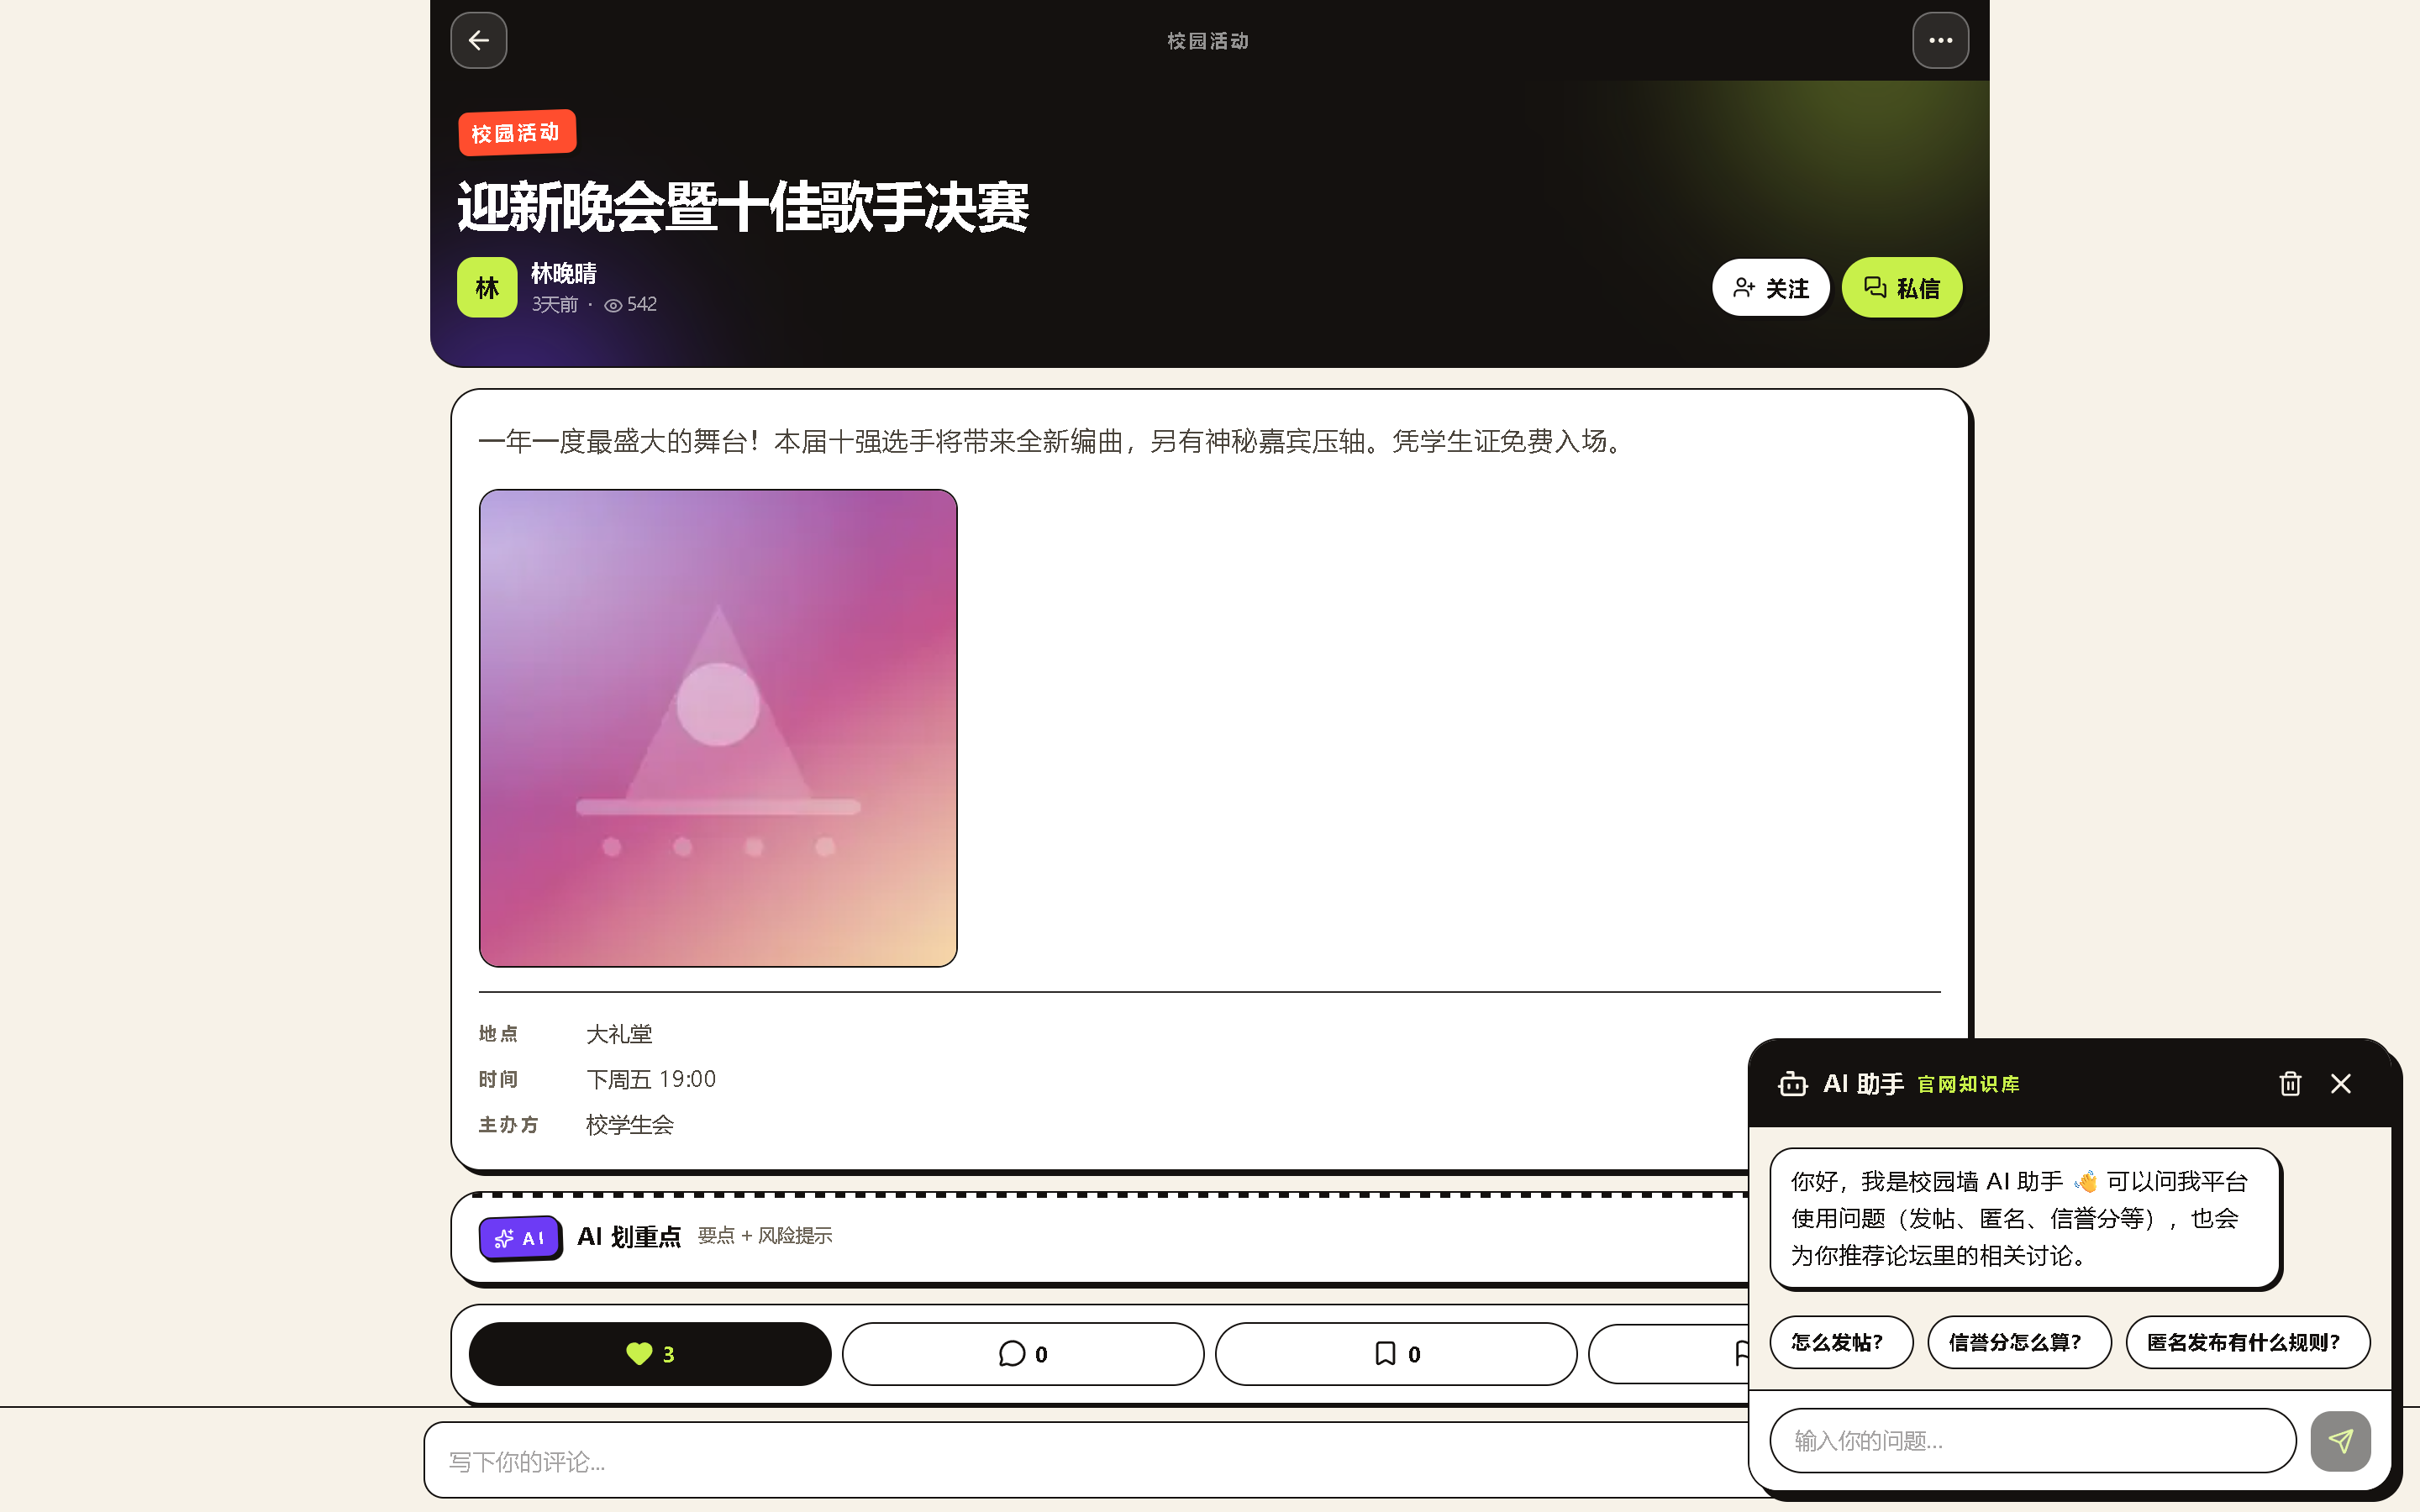 校园活动
校园活动
迎新晚会暨十佳歌手决赛
林
林晚晴
3天前 · 542
关注
私信
一年一度最盛大的舞台！本届十强选手将带来全新编曲，另有神秘嘉宾压轴。凭学生证免费入场。
地点 大礼堂
时间 下周五 19:00
主办方 校学生会
AI AI 划重点 要点 + 风险提示
3
0
0
写下你的评论...
AI 助手 官网知识库
你好，我是校园墙 AI 助手 👋 可以问我平台
使用问题（发帖、匿名、信誉分等），也会
为你推荐论坛里的相关讨论。
怎么发帖？
信誉分怎么算？
匿名发布有什么规则？
输入你的问题...